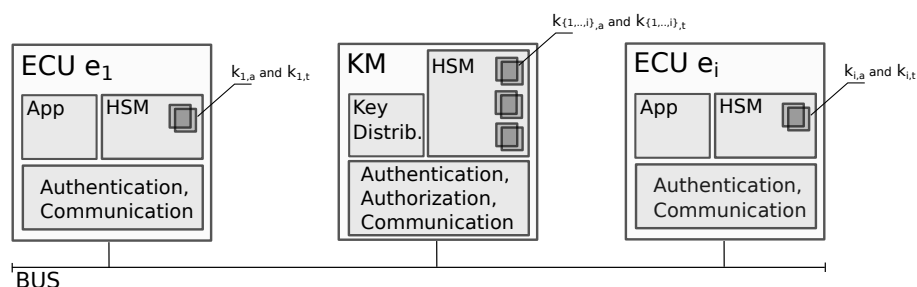 k{1,..,i},a and k{1,..,i},t
ECU e1
k1,a and k1,t
App
HSM
Authentication,
Communication
KM
HSM
Key
Distrib.
Authentication,
Authorization,
Communication
ECU ei
ki,a and ki,t
App
HSM
Authentication,
Communication
BUS